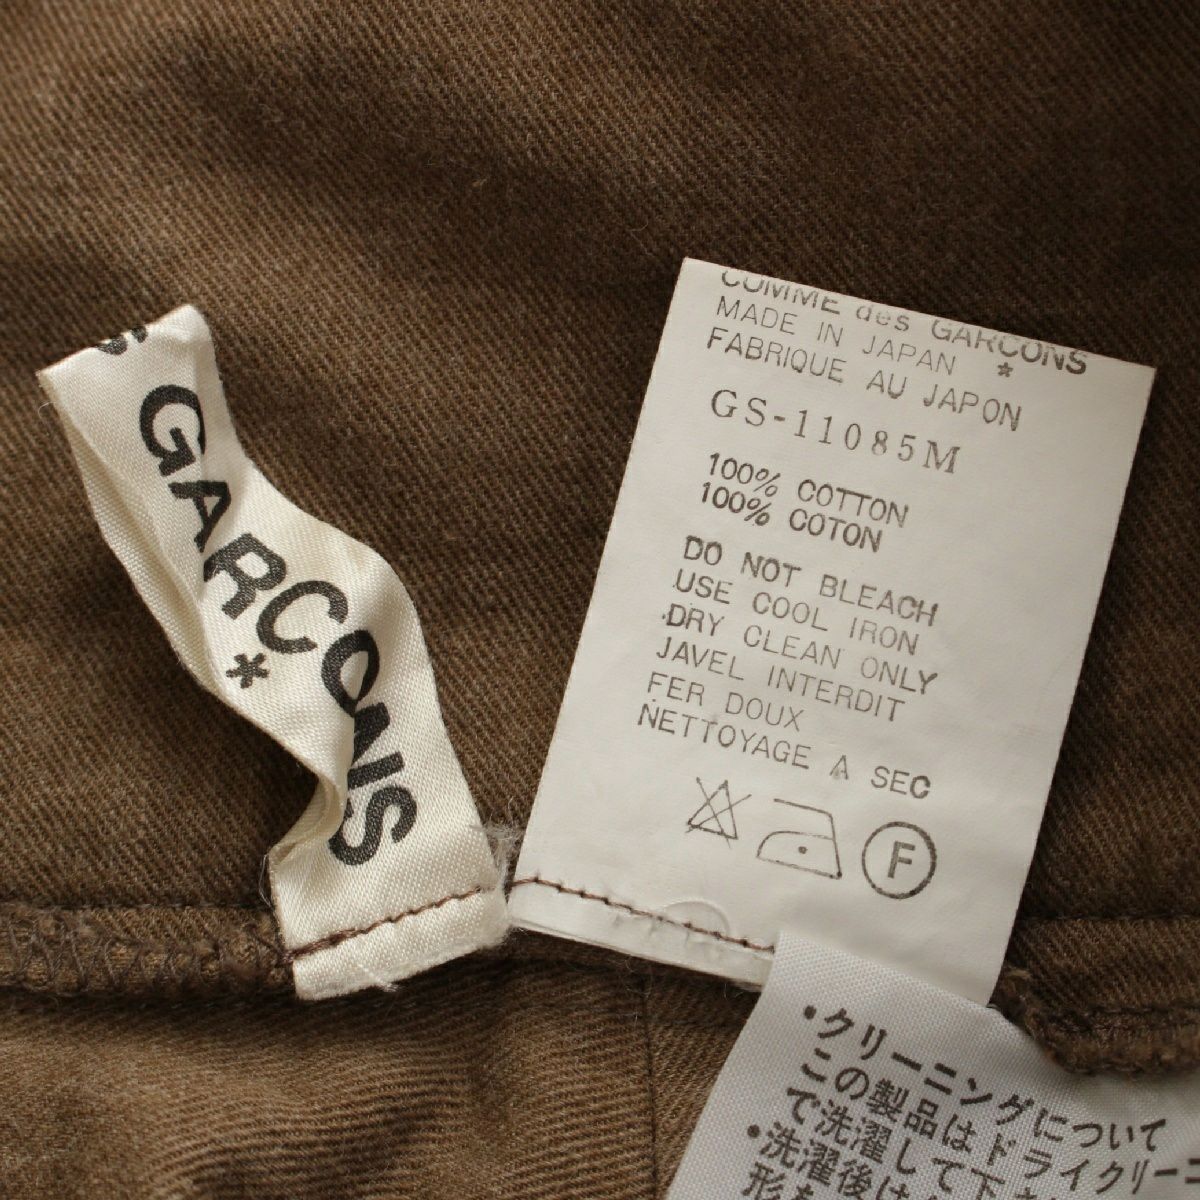 GARCONS
*
COMME des GARCONS
*
MADE IN JAPAN
FABRIQUE AU JAPON
GS-11085M
100% COTTON
100% COTON
DO NOT BLEACH
USE COOL IRON
DRY CLEAN ONLY
JAVEL INTERDIT
FER DOUX
NETTOYAGE A SEC
F
•クリーニングについて
この製品はドライクリーニ
で洗濯して下
•洗濯後は
形を